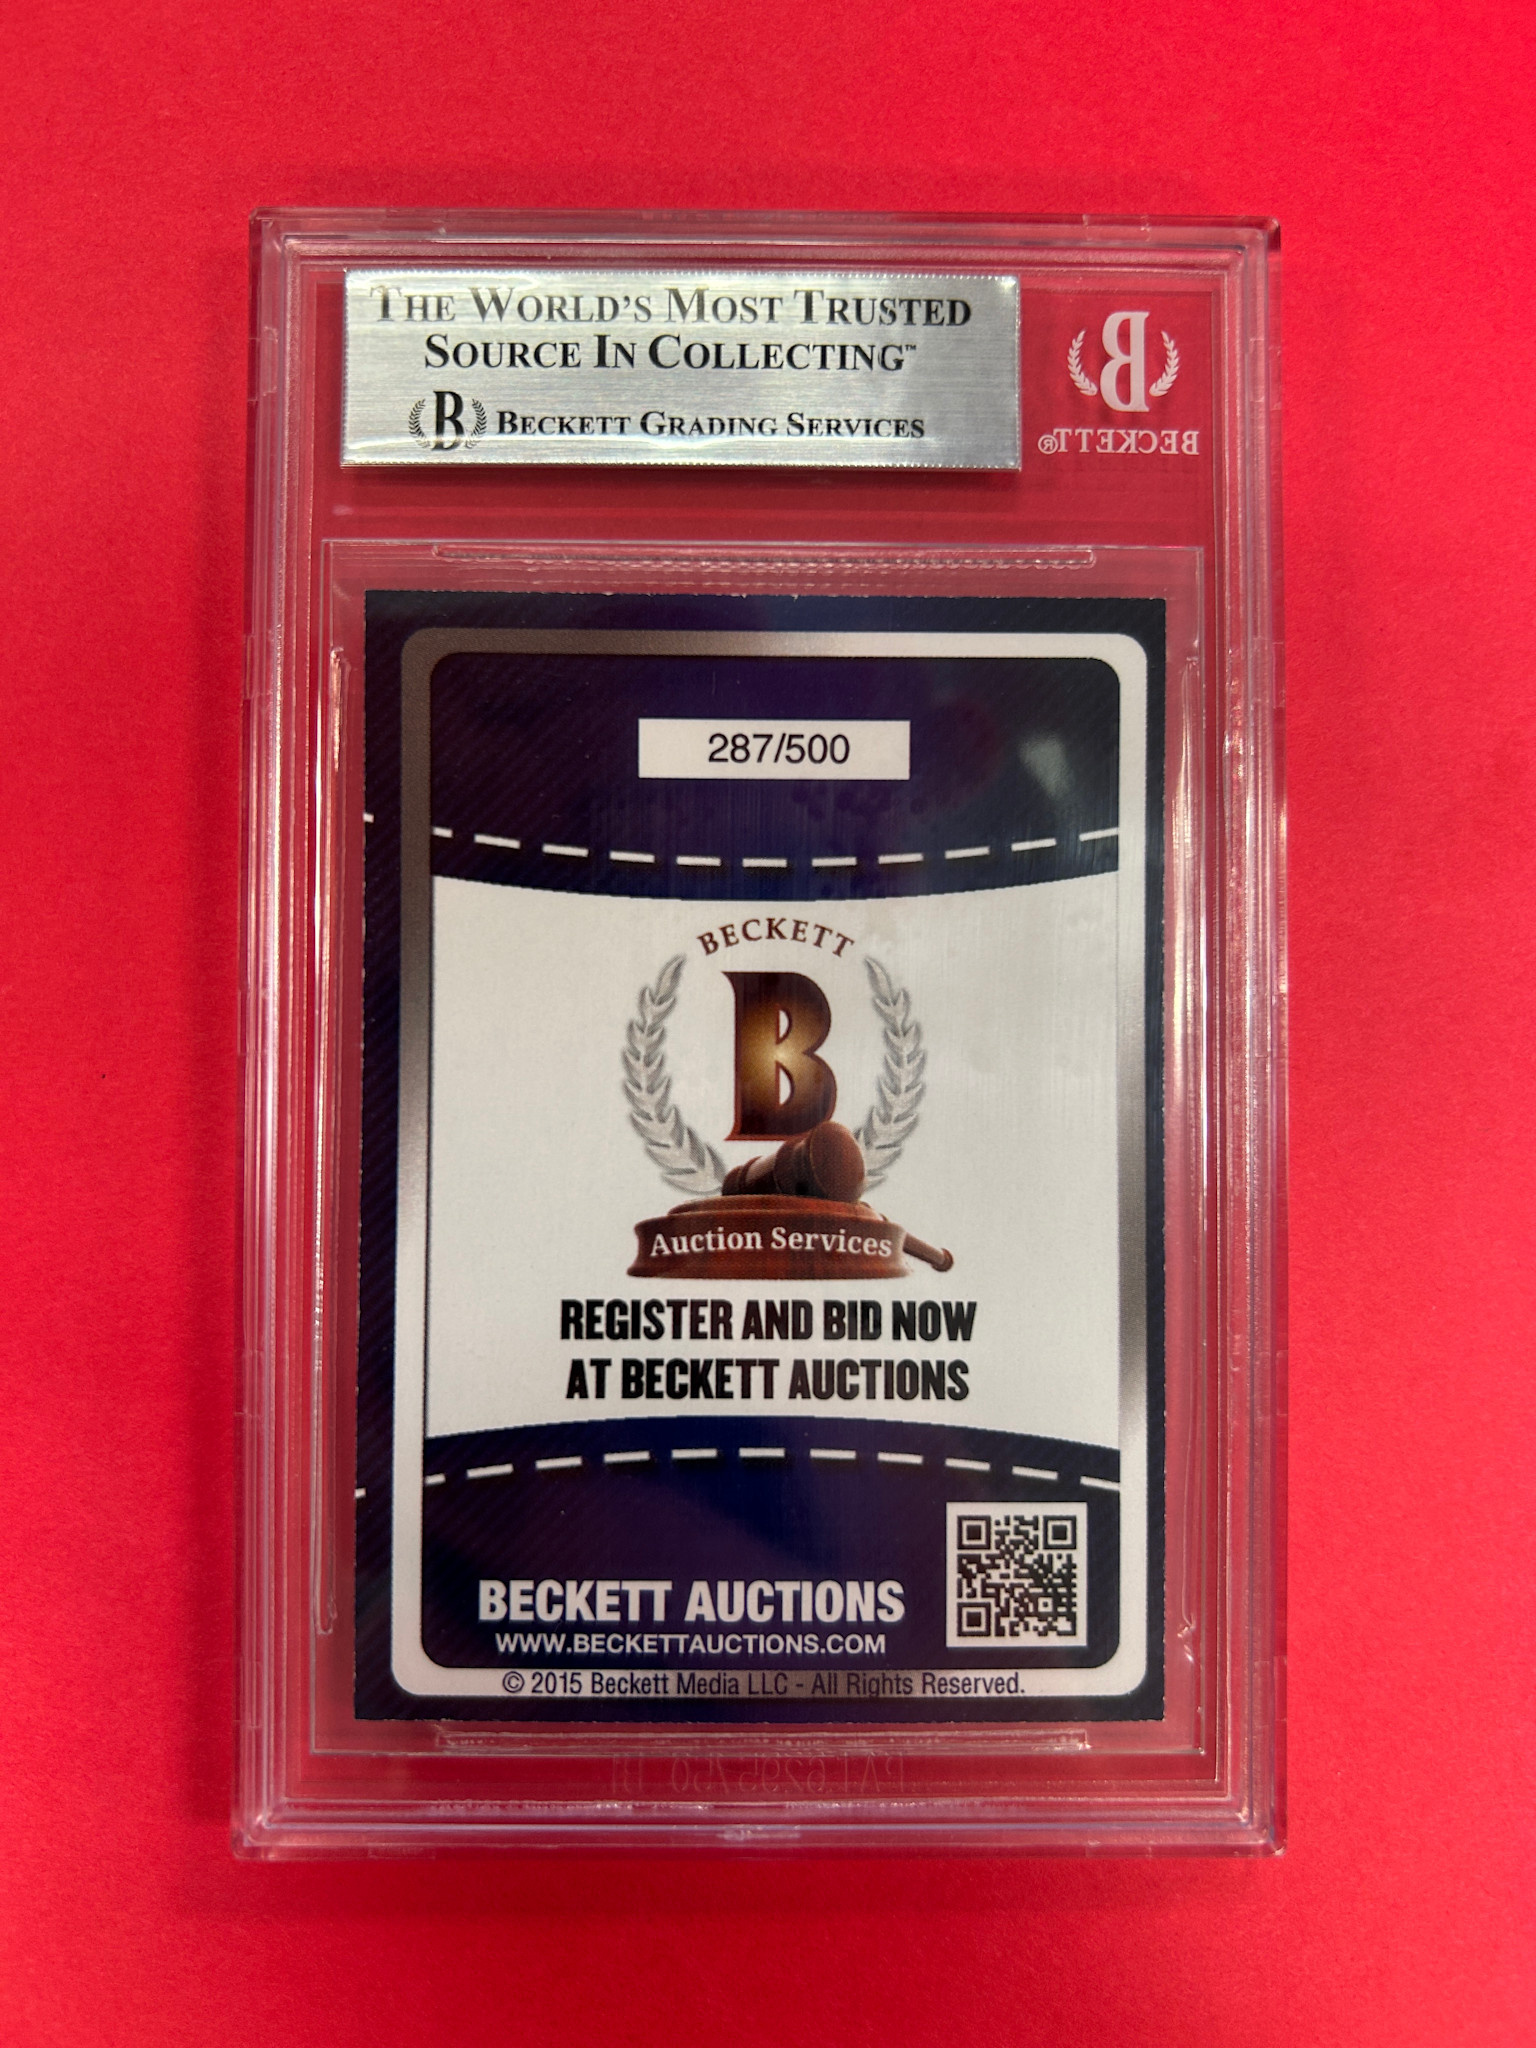 THE WORLD'S MOST TRUSTED
SOURCE IN COLLECTING™
B BECKETT GRADING SERVICES
B
BECKETT®
287/500
BECKETT
B
Auction Services
REGISTER AND BID NOW
AT BECKETT AUCTIONS
BECKETT AUCTIONS
WWW.BECKETTAUCTIONS.COM
© 2015 Beckett Media LLC - All Rights Reserved.